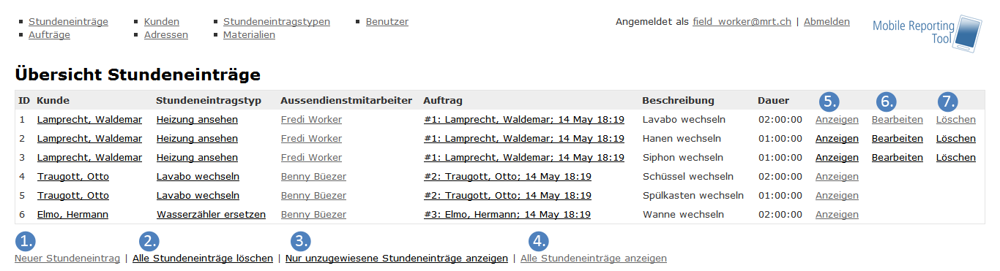 Stundeneinträge Kunden Stundeneintragstypen Benutzer Angemeldet als field_worker@mrt.ch | Abmelden
Aufträge Adressen Materialien
Mobile Reporting
Tool
Übersicht Stundeneinträge
ID Kunde Stundeneintragstyp Aussendienstmitarbeiter Auftrag Beschreibung Dauer 5. 6. 7.
1 Lamprecht, Waldemar Heizung ansehen Fredi Worker #1: Lamprecht, Waldemar; 14 May 18:19 Lavabo wechseln 02:00:00 Anzeigen Bearbeiten Löschen
2 Lamprecht, Waldemar Heizung ansehen Fredi Worker #1: Lamprecht, Waldemar; 14 May 18:19 Hanen wechseln 01:00:00 Anzeigen Bearbeiten Löschen
3 Lamprecht, Waldemar Heizung ansehen Fredi Worker #1: Lamprecht, Waldemar; 14 May 18:19 Siphon wechseln 01:00:00 Anzeigen Bearbeiten Löschen
4 Traugott, Otto Lavabo wechseln Benny Büezer #2: Traugott, Otto; 14 May 18:19 Schüssel wechseln 02:00:00 Anzeigen
5 Traugott, Otto Lavabo wechseln Benny Büezer #2: Traugott, Otto; 14 May 18:19 Spülkasten wechseln 01:00:00 Anzeigen
6 Elmo, Hermann Wasserzähler ersetzen Benny Büezer #3: Elmo, Hermann; 14 May 18:19 Wanne wechseln 02:00:00 Anzeigen
1. 2. 3. 4.
Neuer Stundeneintrag | Alle Stundeneinträge löschen | Nur unzugewiesene Stundeneinträge anzeigen | Alle Stundeneinträge anzeigen